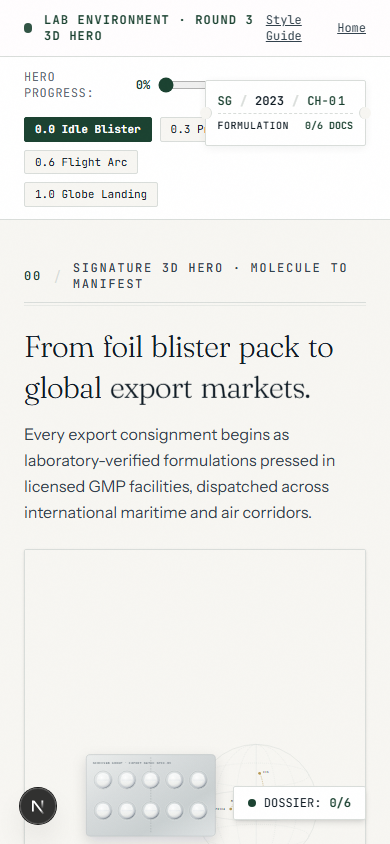 LAB ENVIRONMENT · ROUND 3
3D HERO
Style
Guide
Home
HERO
PROGRESS:
0%
SG / 2023 / CH-01
FORMULATION 0/6 DOCS
0.0 Idle Blister
0.3 P
0.6 Flight Arc
1.0 Globe Landing
00 / SIGNATURE 3D HERO · MOLECULE TO
MANIFEST
From foil blister pack to
global export markets.
Every export consignment begins as
laboratory-verified formulations pressed in
licensed GMP facilities, dispatched across
international maritime and air corridors.
N
DOSSIER: 0/6